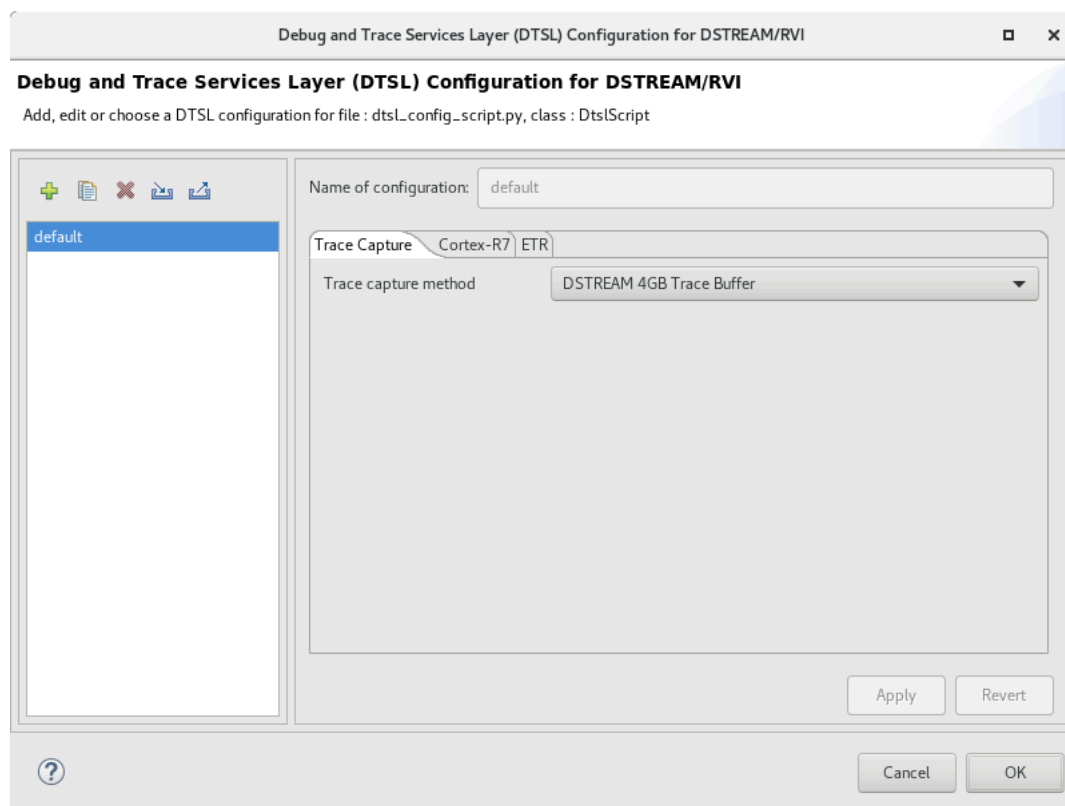 Debug and Trace Services Layer (DTSL) Configuration for DSTREAM/RVI
Debug and Trace Services Layer (DTSL) Configuration for DSTREAM/RVI
Add, edit or choose a DTSL configuration for file : dtsl_config_script.py, class : DtslScript
default
Name of configuration: default
Trace Capture Cortex-R7 ETR
Trace capture method DSTREAM 4GB Trace Buffer
Apply Revert
? Cancel OK